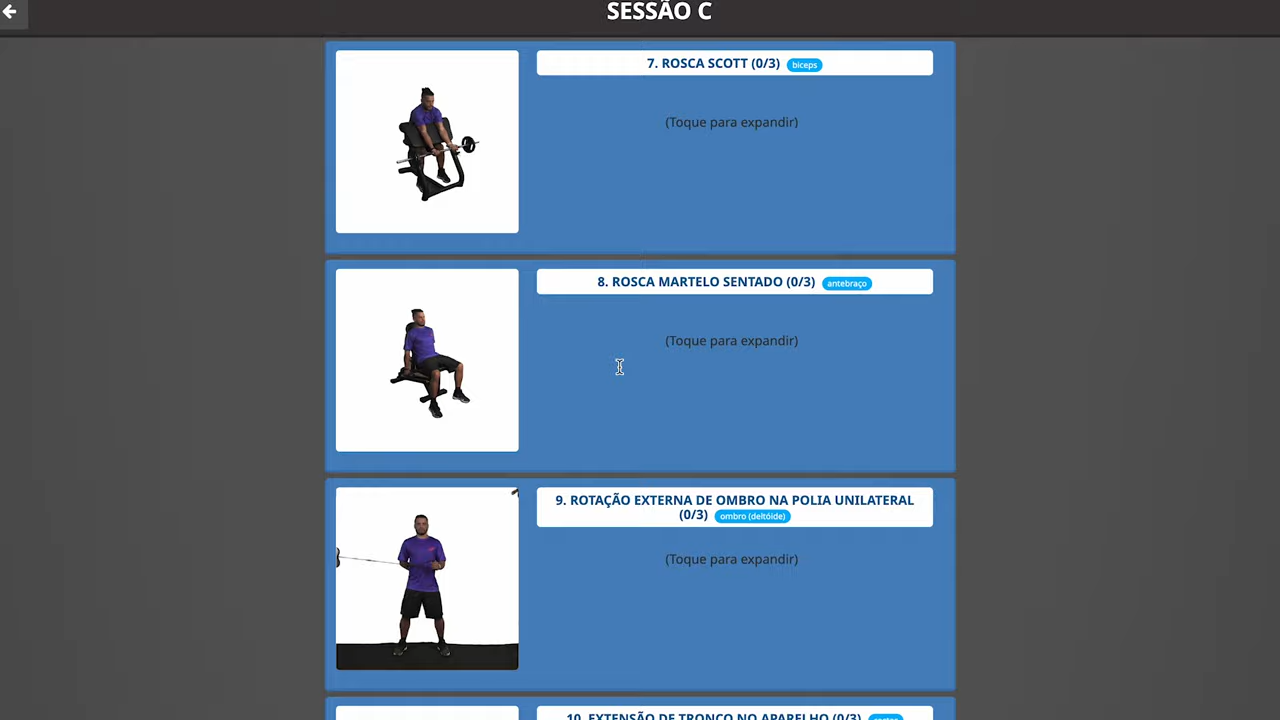 SESSÃO C
7. ROSCA SCOTT (0/3) biceps
(Toque para expandir)
8. ROSCA MARTELO SENTADO (0/3) antebraço
(Toque para expandir)
9. ROTAÇÃO EXTERNA DE OMBRO NA POLIA UNILATERAL
(0/3) ombro (deltóide)
(Toque para expandir)
10. EXTENSÃO DE TRONCO NO APARELHO (0/3)